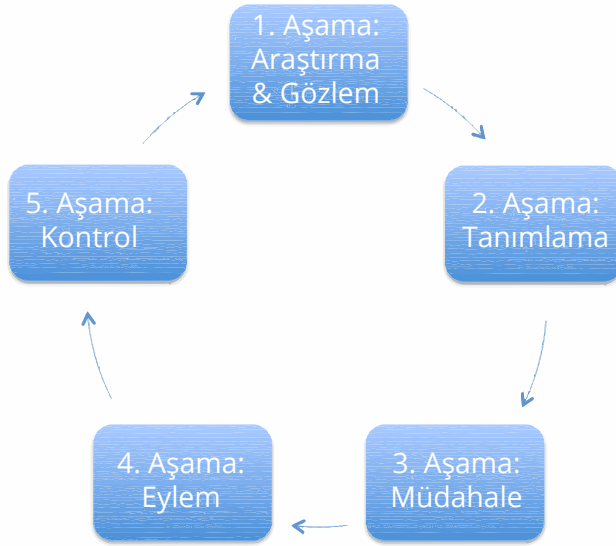 1. Aşama:
Araştırma
& Gözlem
2. Aşama:
Tanımlama
3. Aşama:
Müdahale
4. Aşama:
Eylem
5. Aşama:
Kontrol